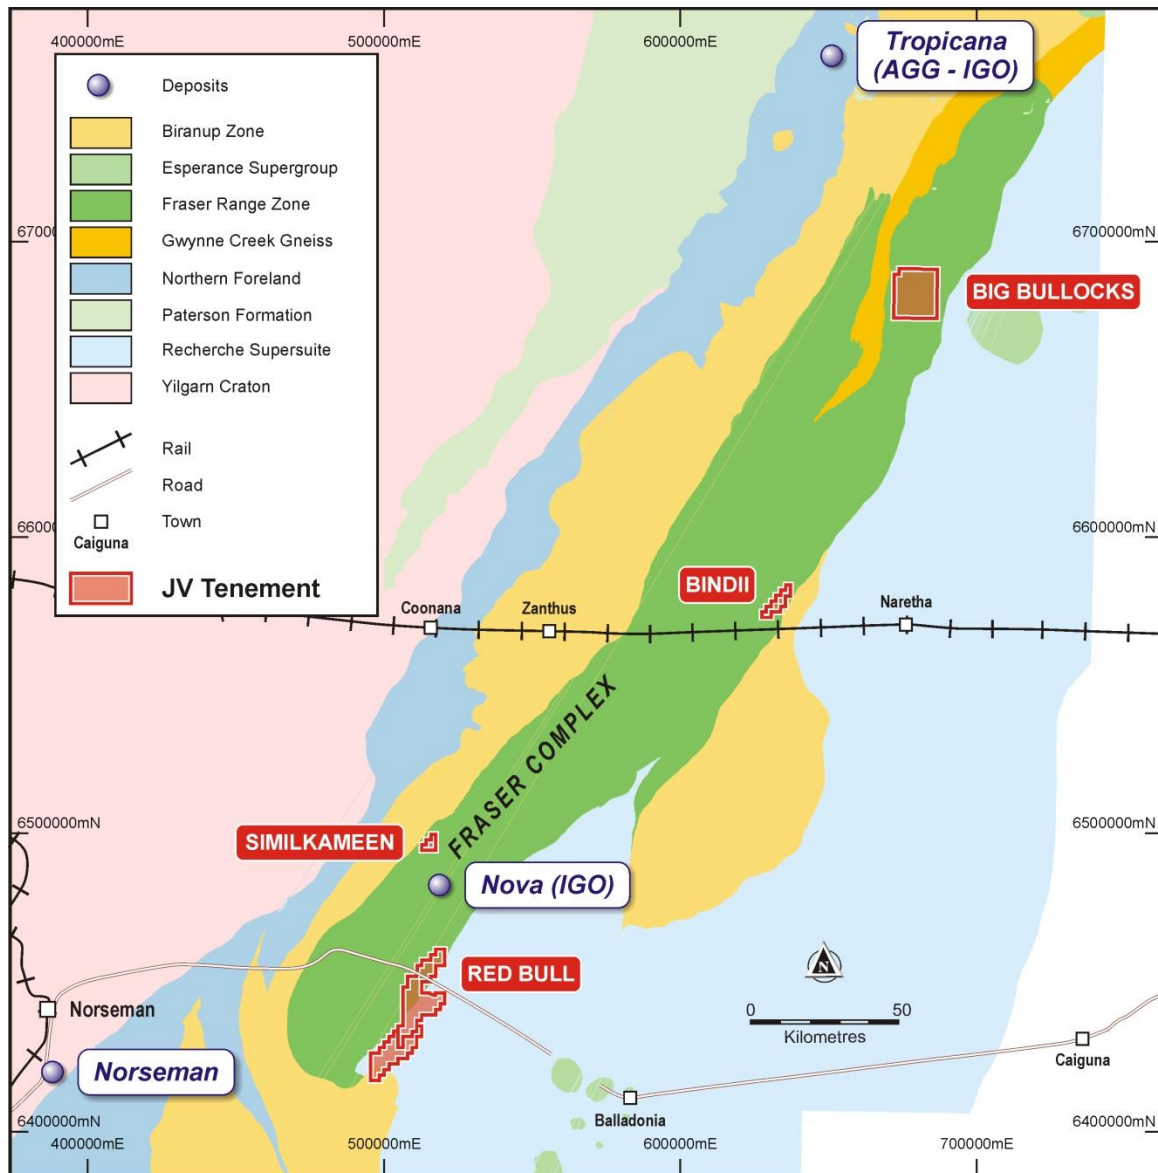 400000mE
500000mE
600000mE
Tropicana
(AGG - IGO)
Deposits
Biranup Zone
Esperance Supergroup
Fraser Range Zone
Gwynne Creek Gneiss
Northern Foreland
Paterson Formation
Recherche Supersuite
Yilgarn Craton
Rail
Road
Town
Caiguna
JV Tenement
67000
6700000mN
BIG BULLOCKS
66000
6600000mN
BINDII
Coonana
Zanthus
Naretha
FRASER COMPLEX
6500000mN
6500000mN
SIMILKAMEEN
Nova (IGO)
RED BULL
N
0
50
Kilometres
Norseman
Norseman
Caiguna
Balladonia
6400000mN
6400000mN
400000mE
500000mE
600000mE
7000000mE